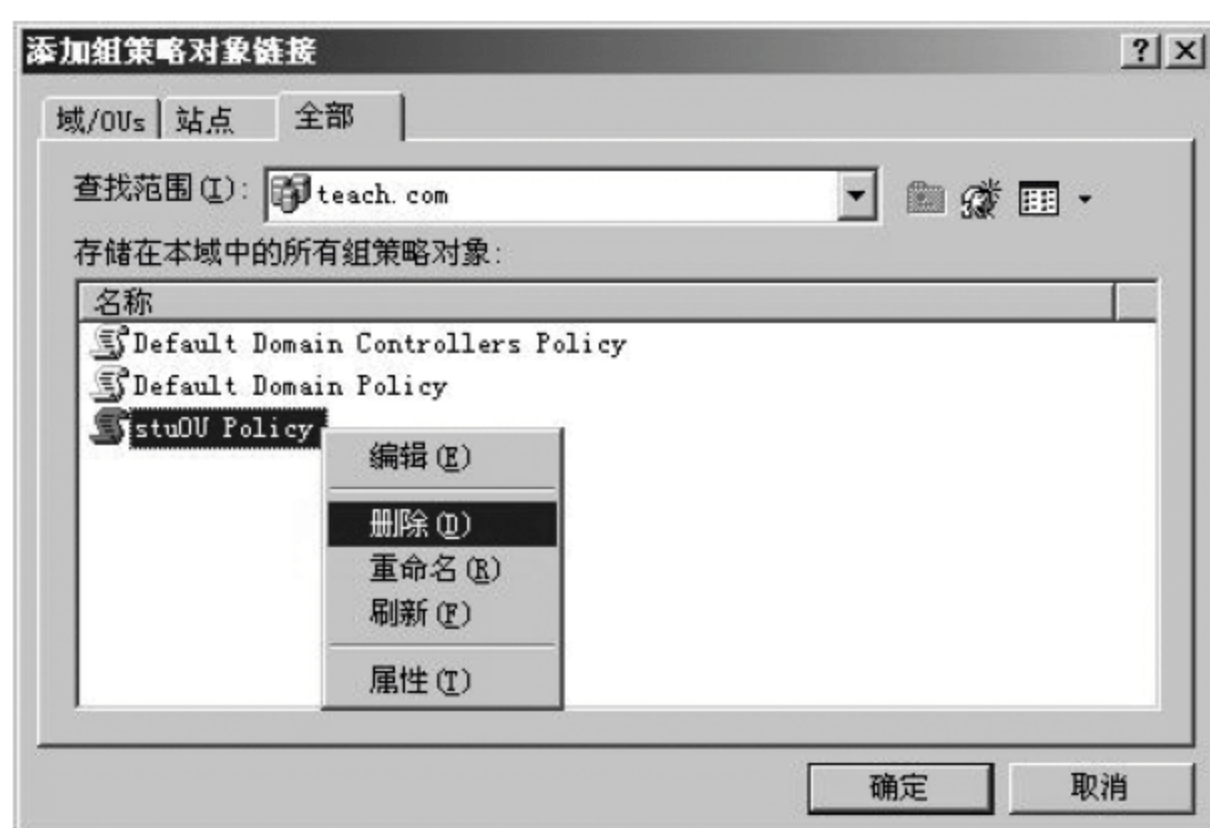 添加组策略对象链接
域/OUs 站点 全部
查找范围(I): teach.com
存储在本域中的所有组策略对象:
名称
Default Domain Controllers Policy
Default Domain Policy
stuOU Policy
编辑(E)
删除(D)
重命名(R)
刷新(F)
属性(T)
确定 取消